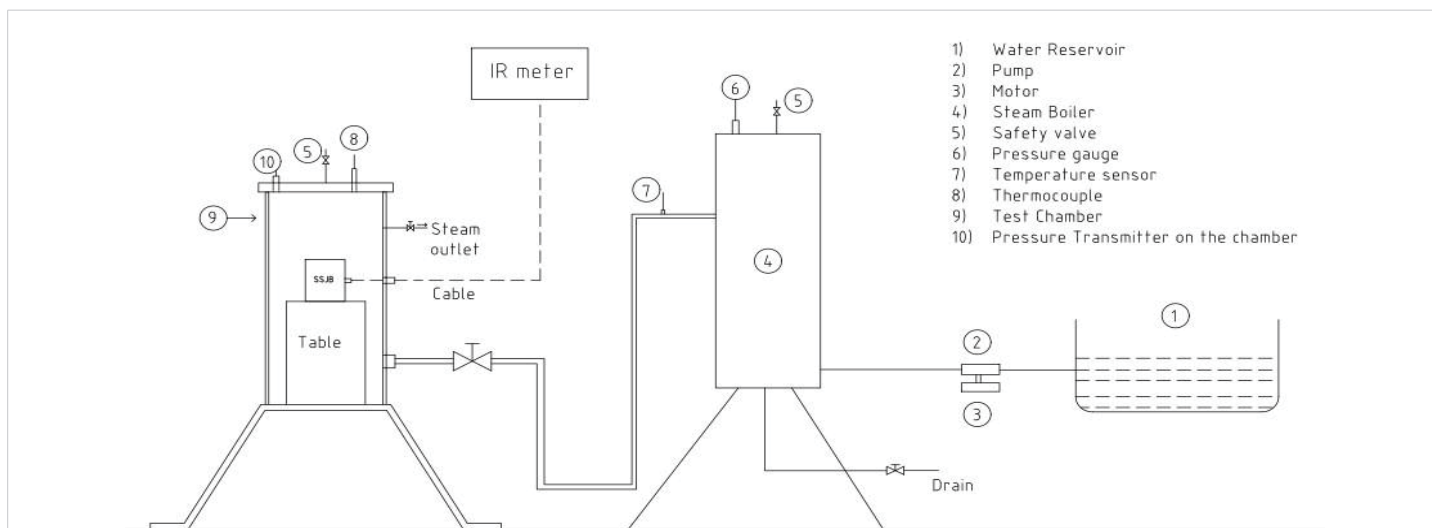 IR meter
1) Water Reservoir
2) Pump
3) Motor
4) Steam Boiler
5) Safety valve
6) Pressure gauge
7) Temperature sensor
8) Thermocouple
9) Test Chamber
10) Pressure Transmitter on the chamber
6
5
10
5
8
7
9
Steam
outlet
4
SSJB
Cable
Table
1
2
3
Drain